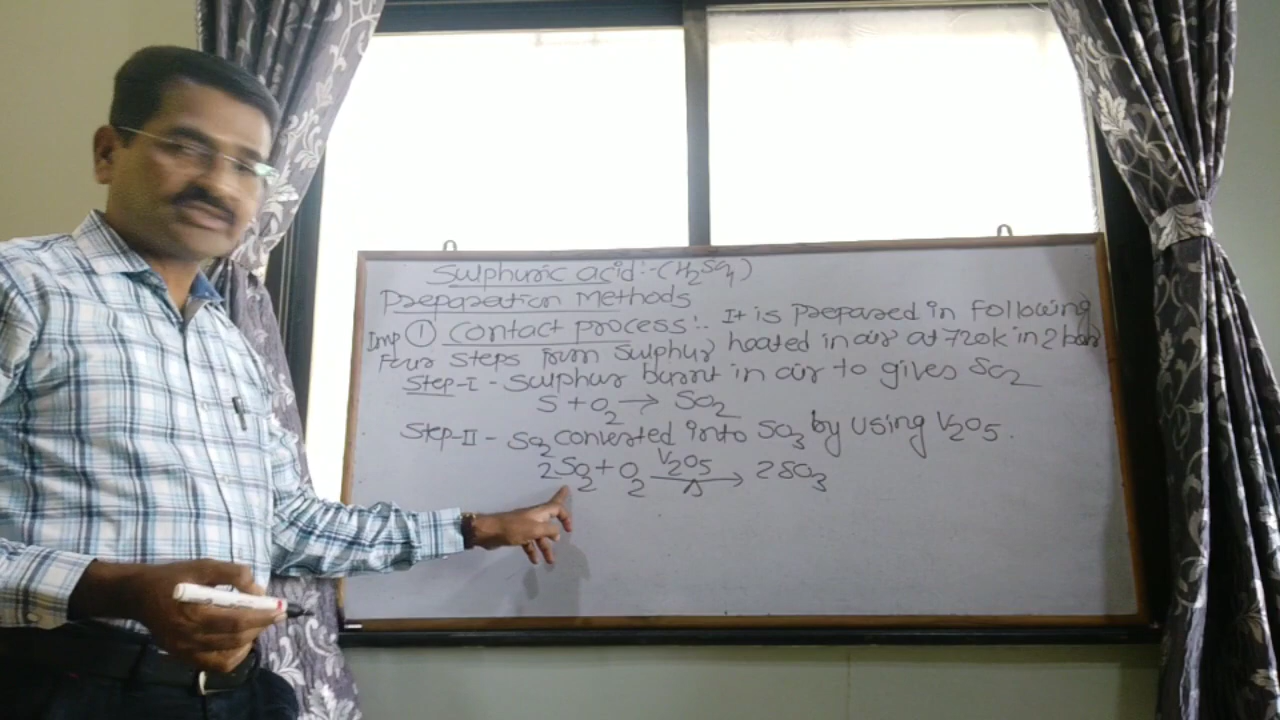 Sulphuric acid:-(H₂SO₄)
Preparation Methods
Imp ① Contact process:- It is prepared in following
Four steps from Sulphur heated in air at 720k in 2 bar
Step-I - Sulphur burnt in air to gives SO₂
S + O₂ → SO₂
Step-II - SO₂ converted into SO₃ by using V₂O₅.
2SO₂ + O₂ V₂O₅ → Δ 2SO₃